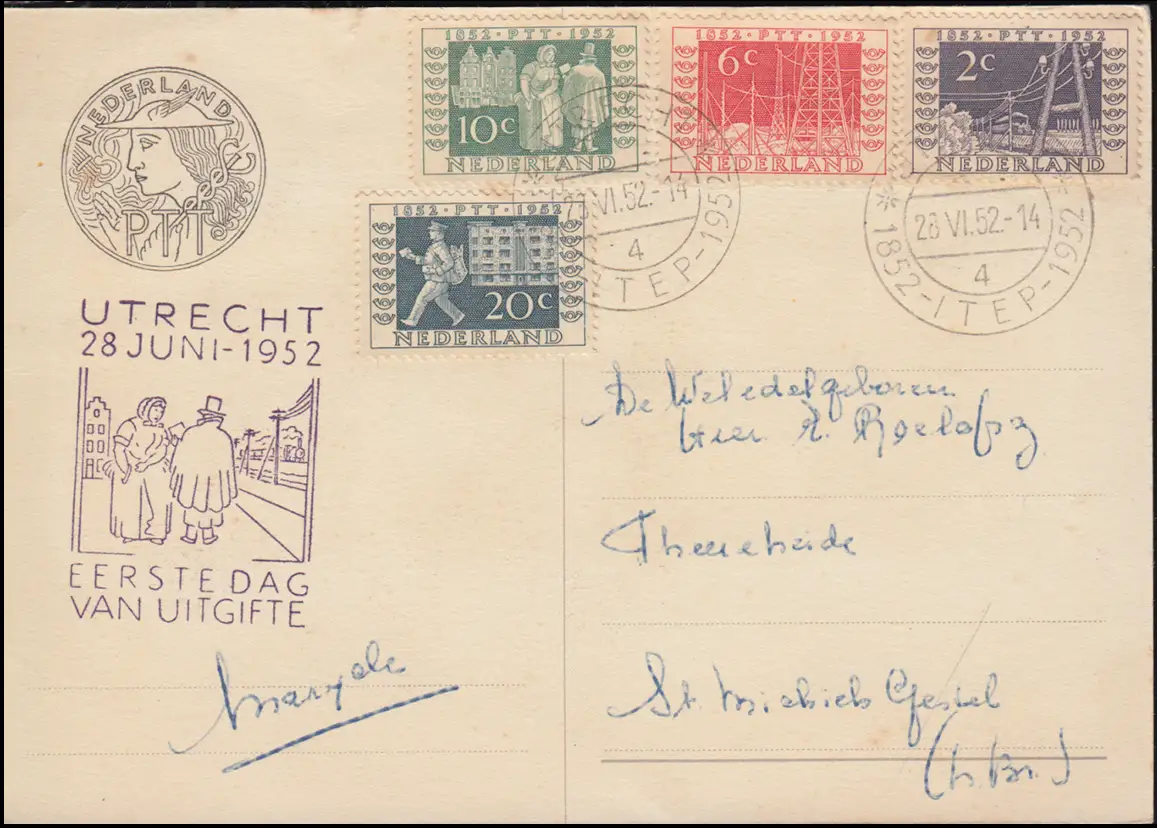 NEDERLAND
PTT
1852 · PTT · 1952
10c
NEDERLAND
1852 · PTT · 1952
6c
NEDERLAND
1852 · PTT · 1952
2c
NEDERLAND
1852 · PTT · 1952
20c
NEDERLAND
28 VI.52.-14
4
ITEP-1952
28 VI.52.-14
4
1852-ITEP-1952
UTRECHT
28 JUNI-1952
EERSTE DAG
VAN UITGIFTE
De Weledelgeboren
Heer
St. Michiels Gestel
(N. Br.)